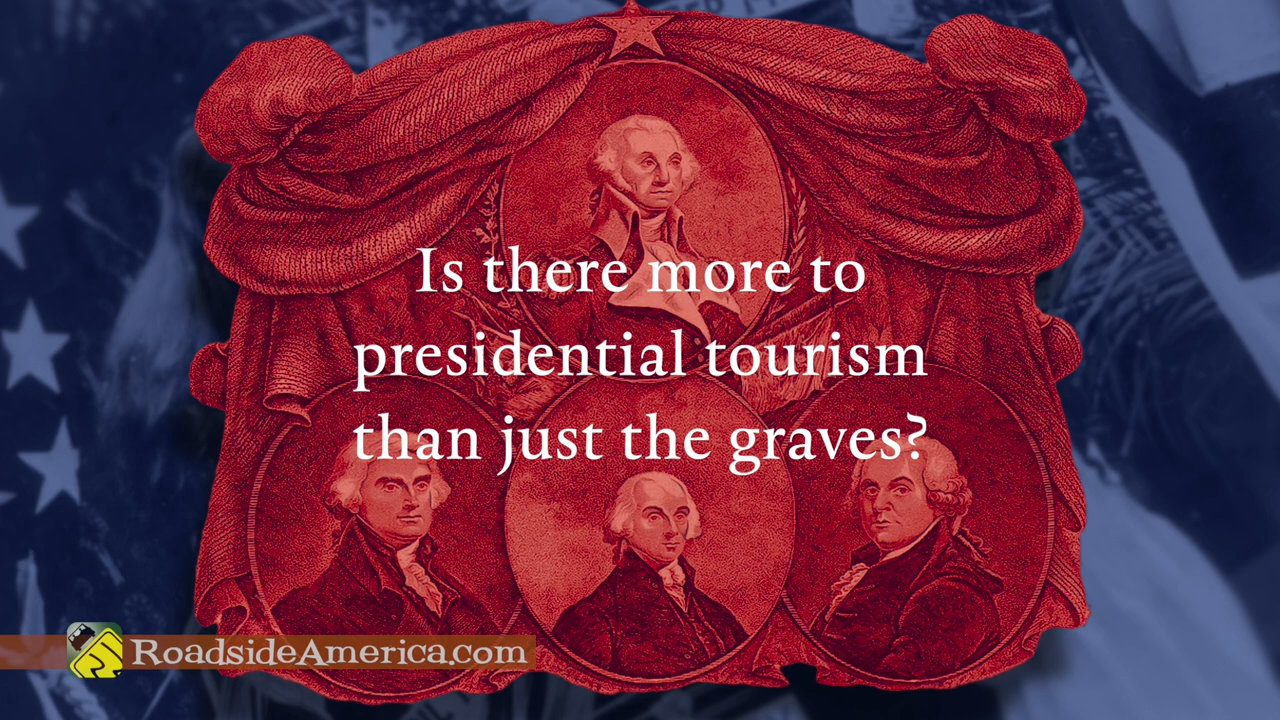 Is there more to
presidential tourism
than just the graves?
RoadsideAmerica.com